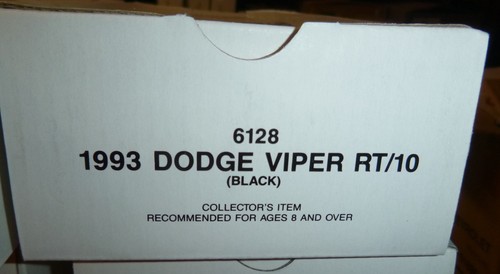 6128
1993 DODGE VIPER RT/10
(BLACK)
COLLECTOR'S ITEM
RECOMMENDED FOR AGES 8 AND OVER